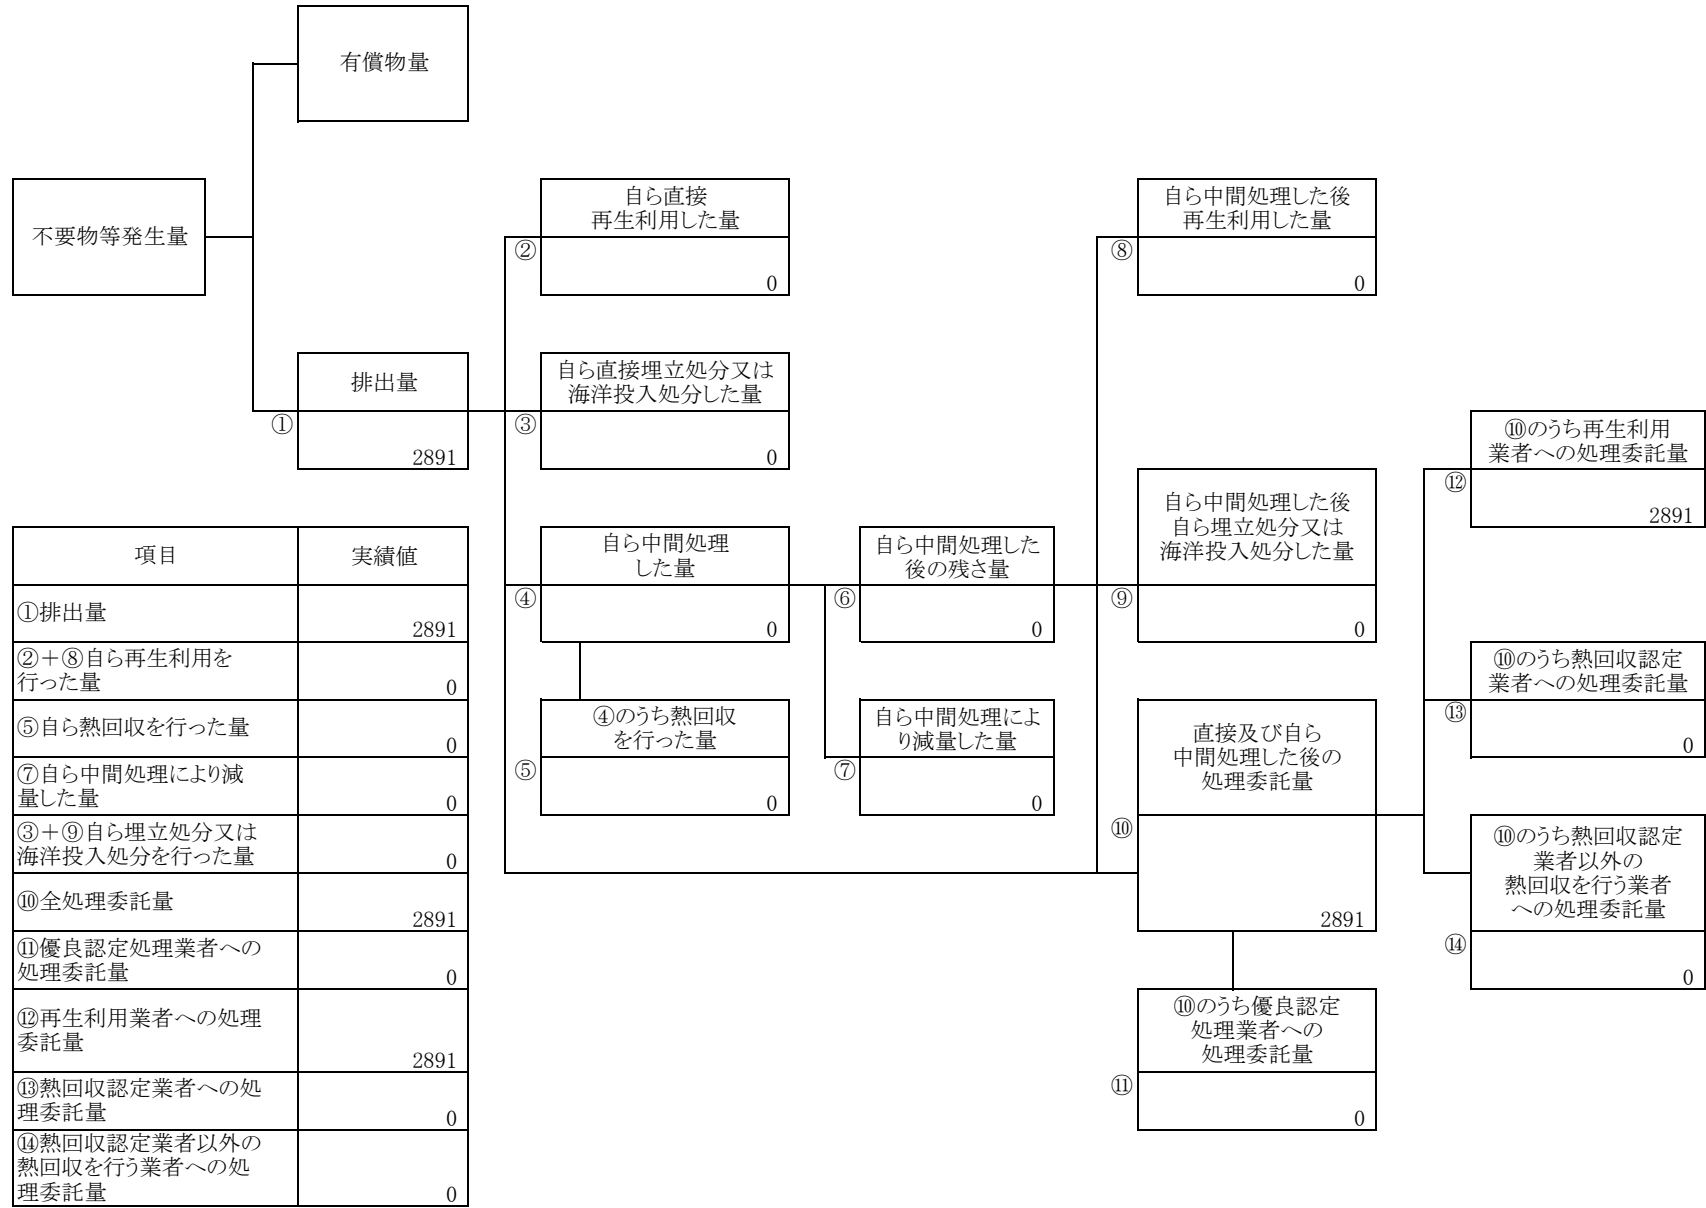 有償物量
不要物等発生量
排出量
①
2891
自ら直接
再生利用した量
②
0
自ら直接埋立処分又は
海洋投入処分した量
③
0
自ら中間処理
した量
④
0
④のうち熱回収
を行った量
⑤
0
自ら中間処理した
後の残さ量
⑥
0
自ら中間処理によ
り減量した量
⑦
0
自ら中間処理した後
再生利用した量
⑧
0
自ら中間処理した後
自ら埋立処分又は
海洋投入処分した量
⑨
0
直接及び自ら
中間処理した後の
処理委託量
⑩
2891
⑩のうち優良認定
処理業者への
処理委託量
⑪
0
⑩のうち再生利用
業者への処理委託量
⑫
2891
⑩のうち熱回収認定
業者への処理委託量
⑬
0
⑩のうち熱回収認定
業者以外の
熱回収を行う業者
への処理委託量
⑭
0
項目 実績値
①排出量
2891
②＋⑧自ら再生利用を
行った量
0
⑤自ら熱回収を行った量
0
⑦自ら中間処理により減
量した量
0
③＋⑨自ら埋立処分又は
海洋投入処分を行った量
0
⑩全処理委託量
2891
⑪優良認定処理業者への
処理委託量
0
⑫再生利用業者への処理
委託量
2891
⑬熱回収認定業者への処
理委託量
0
⑭熱回収認定業者以外の
熱回収を行う業者への処
理委託量
0